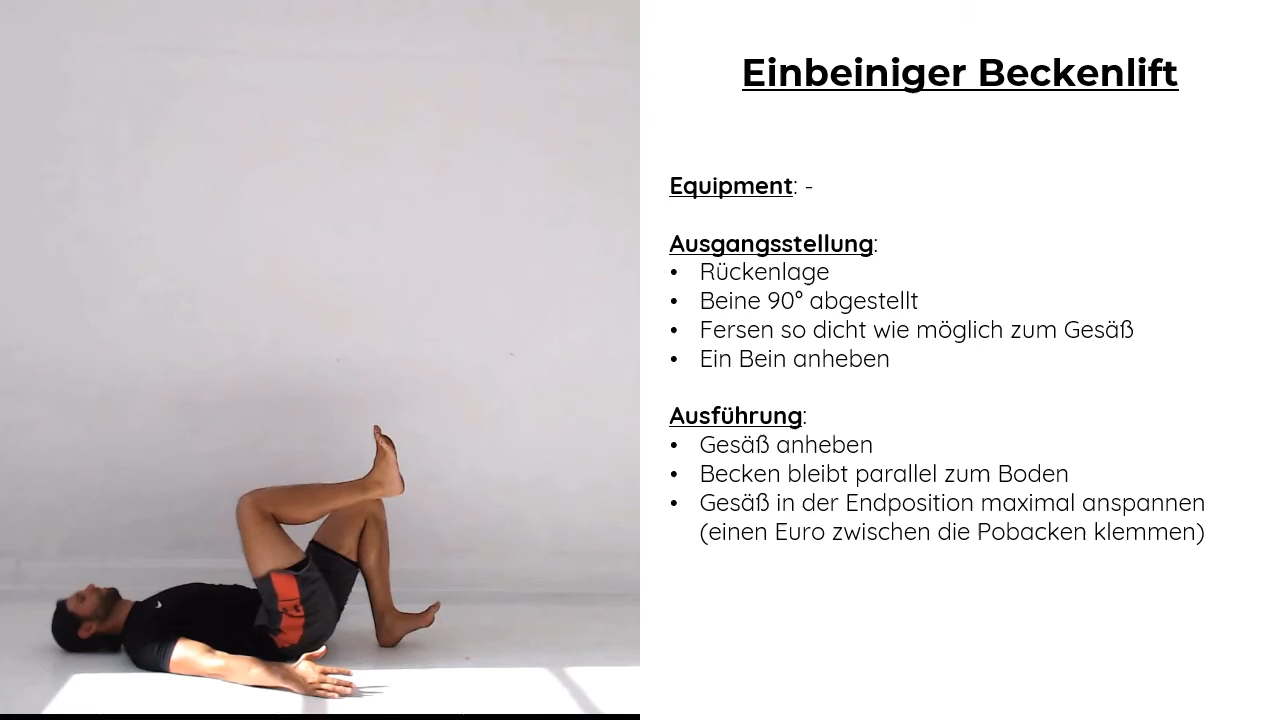 Einbeiniger Beckenlift
Equipment: -
Ausgangsstellung:
• Rückenlage
• Beine 90° abgestellt
• Fersen so dicht wie möglich zum Gesäß
• Ein Bein anheben
Ausführung:
• Gesäß anheben
• Becken bleibt parallel zum Boden
• Gesäß in der Endposition maximal anspannen
(einen Euro zwischen die Pobacken klemmen)